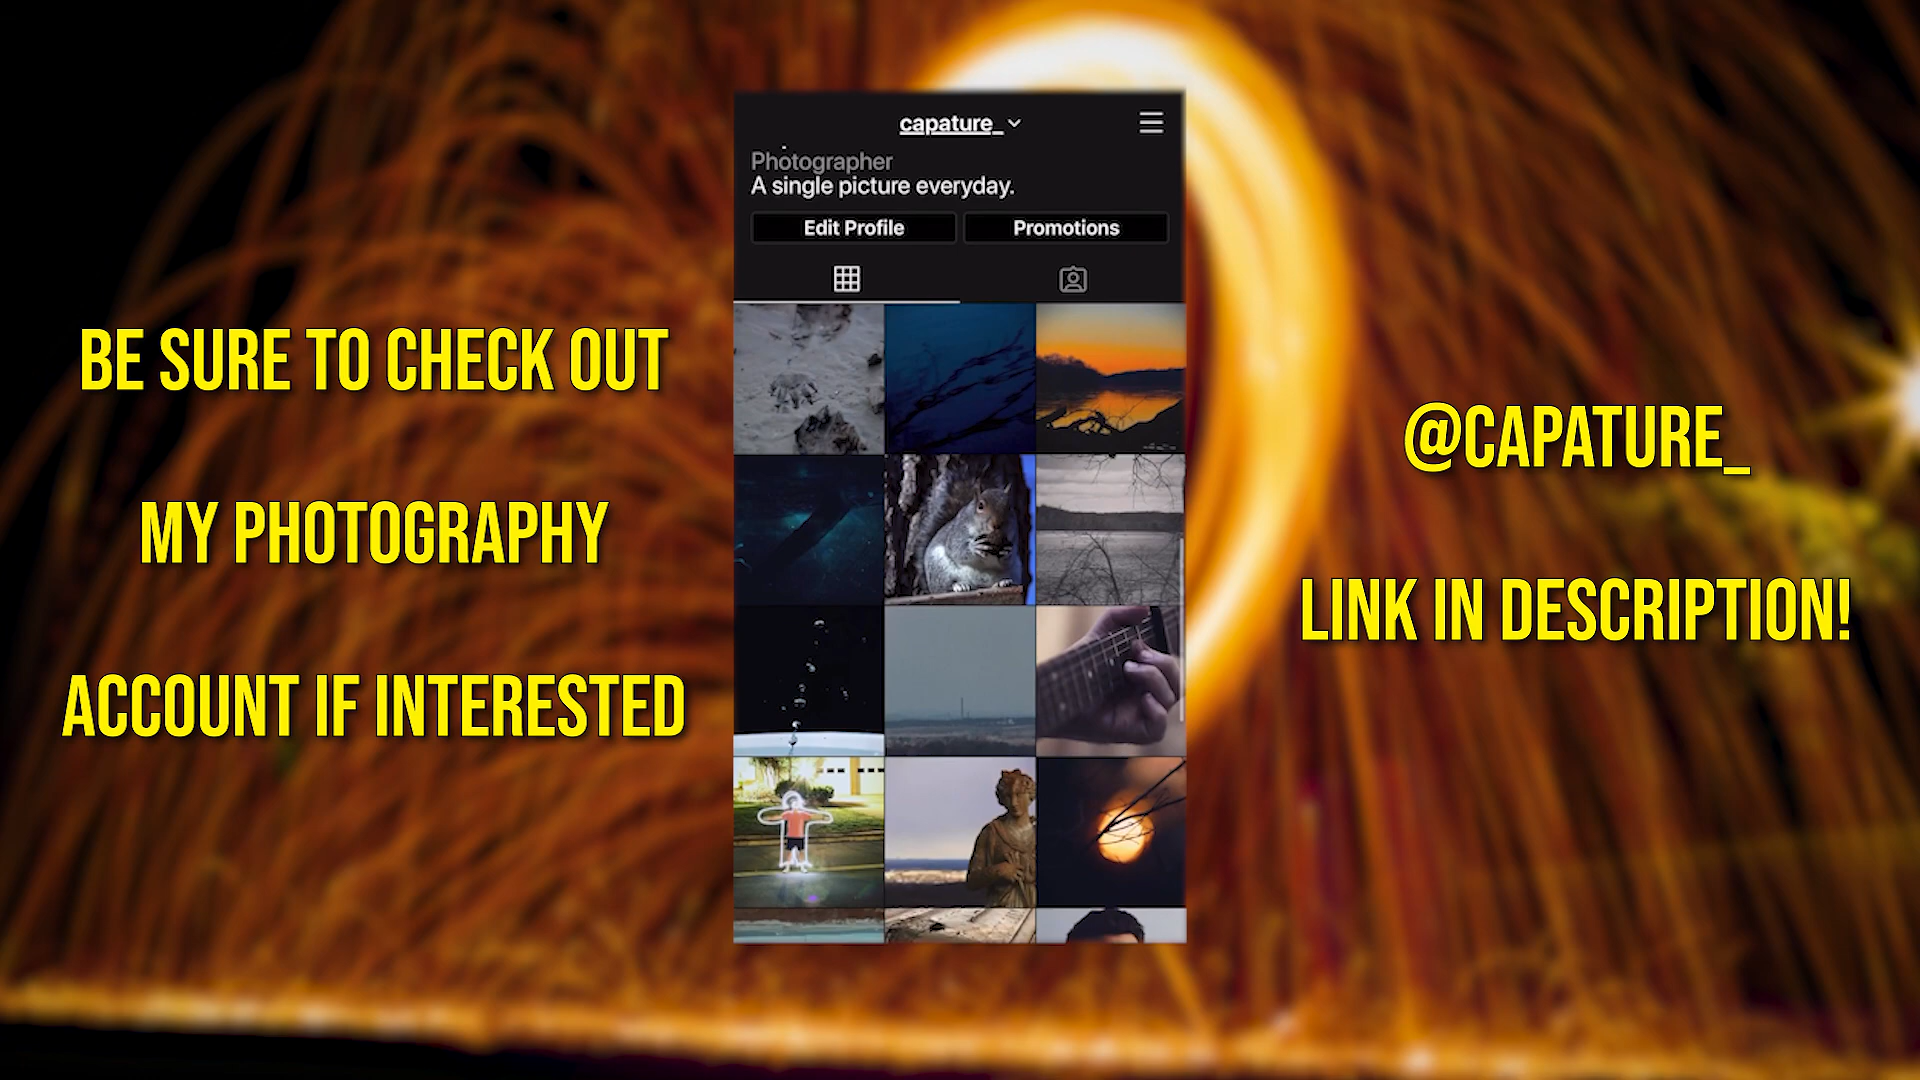 BE SURE TO CHECK OUT
MY PHOTOGRAPHY
ACCOUNT IF INTERESTED
capature_
Photographer
A single picture everyday.
Edit Profile
Promotions
@CAPATURE_
LINK IN DESCRIPTION!